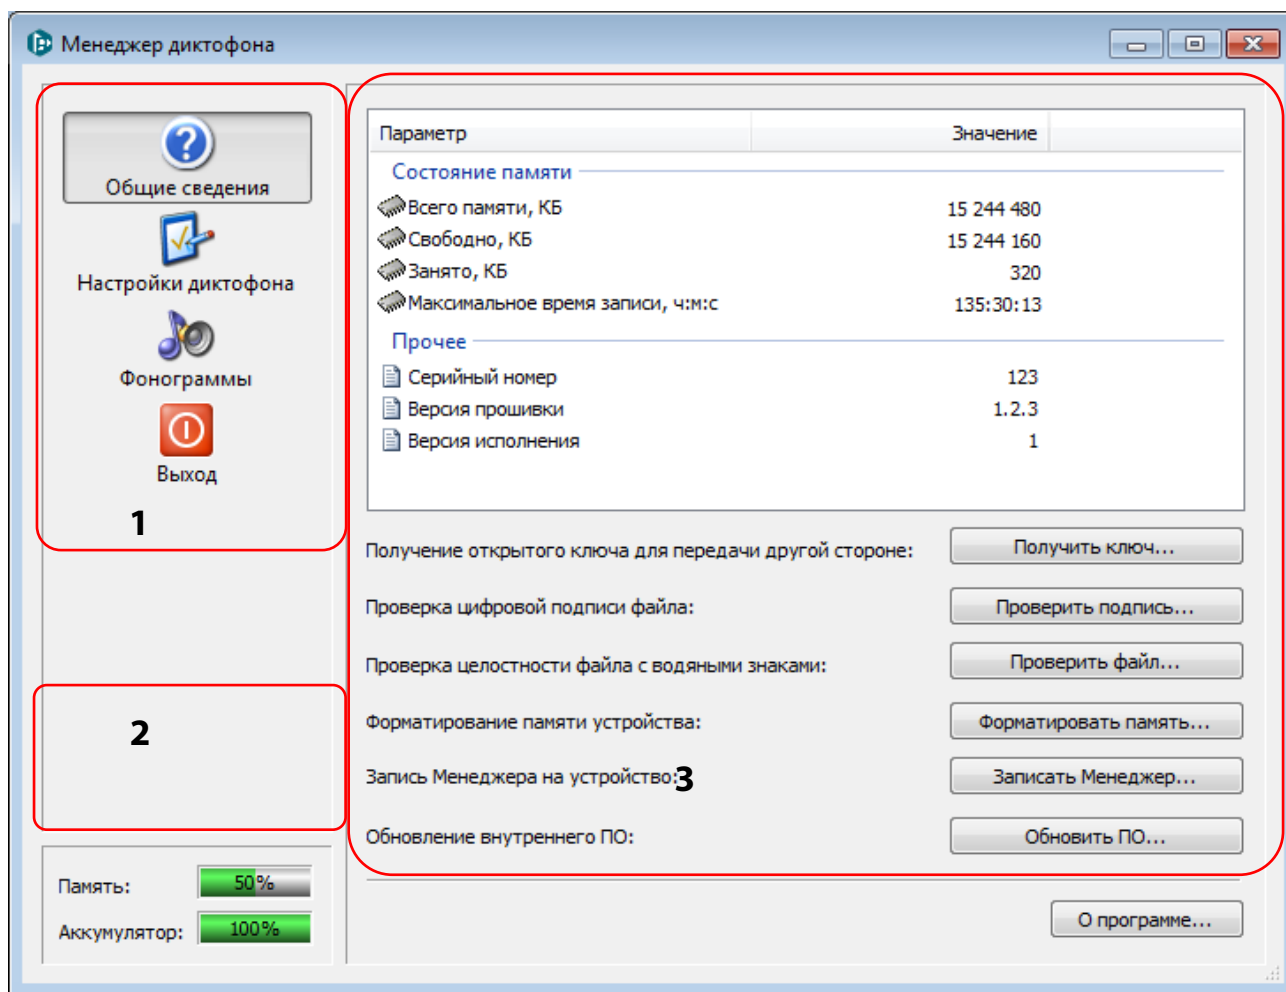 Менеджер диктофона
Общие сведения
Настройки диктофона
Фонограммы
Выход
1
2
Память: 50%
Аккумулятор: 100%
Параметр Значение
Состояние памяти
Всего памяти, КБ 15 244 480
Свободно, КБ 15 244 160
Занято, КБ 320
Максимальное время записи, ч:м:с 135:30:13
Прочее
Серийный номер 123
Версия прошивки 1.2.3
Версия исполнения 1
Получение открытого ключа для передачи другой стороне: Получить ключ...
Проверка цифровой подписи файла: Проверить подпись...
Проверка целостности файла с водяными знаками: Проверить файл...
Форматирование памяти устройства: Форматировать память...
Запись Менеджера на устройство: 3 Записать Менеджер...
Обновление внутреннего ПО: Обновить ПО...
О программе...